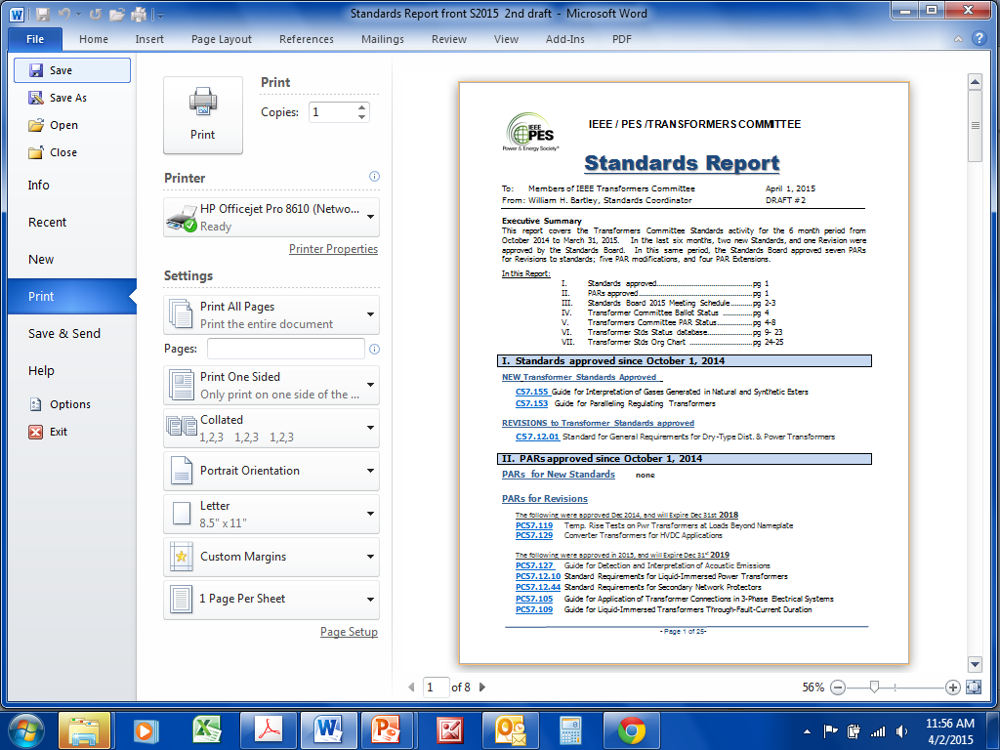 Standards Report front S2015 2nd draft - Microsoft Word
File Home Insert Page Layout References Mailings Review View Add-Ins PDF
Save
Save As
Open
Close
Info
Recent
New
Print
Save & Send
Help
Options
Exit
Print
Print
Copies: 1
Printer
HP Officejet Pro 8610 (Netwo...
Ready
Printer Properties
Settings
Print All Pages
Print the entire document
Pages:
Print One Sided
Only print on one side of the ...
Collated
1,2,3 1,2,3 1,2,3
Portrait Orientation
Letter
8.5" x 11"
Custom Margins
1 Page Per Sheet
Page Setup
IEEE
PES
Power & Energy Society®
IEEE / PES /TRANSFORMERS COMMITTEE
Standards Report
To: Members of IEEE Transformers Committee April 1, 2015
From: William H. Bartley, Standards Coordinator DRAFT #2
Executive Summary
This report covers the Transformers Committee Standards activity for the 6 month period from
October 2014 to March 31, 2015. In the last six months, two new Standards, and one Revision were
approved by the Standards Board. In this same period, the Standards Board approved seven PARs
for Revisions to standards; five PAR modifications, and four PAR Extensions.
In this Report:
I. Standards approved..........pg 1
II. PARs approved..........pg 1
III. Standards Board 2015 Meeting Schedule..........pg 2-3
IV. Transformer Committee Ballot Status ..........pg 4
V. Transformers Committee PAR Status..........pg 4-8
VI. Transformer Stds Status database..........pg 9- 23
VII. Transformer Stds Org Chart ..........pg 24-25
I. Standards approved since October 1, 2014
NEW Transformer Standards Approved
C57.155 Guide for Interpretation of Gases Generated in Natural and Synthetic Esters
C57.153 Guide for Paralleling Regulating Transformers
REVISIONS to Transformer Standards approved
C57.12.01 Standard for General Requirements for Dry-Type Dist. & Power Transformers
II. PARs approved since October 1, 2014
PARs for New Standards none
PARs for Revisions
The following were approved Dec 2014, and will Expire Dec 31st 2018
PC57.119 Temp. Rise Tests on Pwr Transformers at Loads Beyond Nameplate
PC57.129 Converter Transformers for HVDC Applications
The following were approved in 2015, and will Expire Dec 31st 2019
PC57.127 Guide for Detection and Interpretation of Acoustic Emissions
PC57.12.10 Standard Requirements for Liquid-Immersed Power Transformers
PC57.12.44 Standard Requirements for Secondary Network Protectors
PC57.105 Guide for Application of Transformer Connections in 3-Phase Electrical Systems
PC57.109 Guide for Liquid-Immersed Transformers Through-Fault-Current Duration
- Page 1 of 25-
1 of 8
56%
11:56 AM
4/2/2015